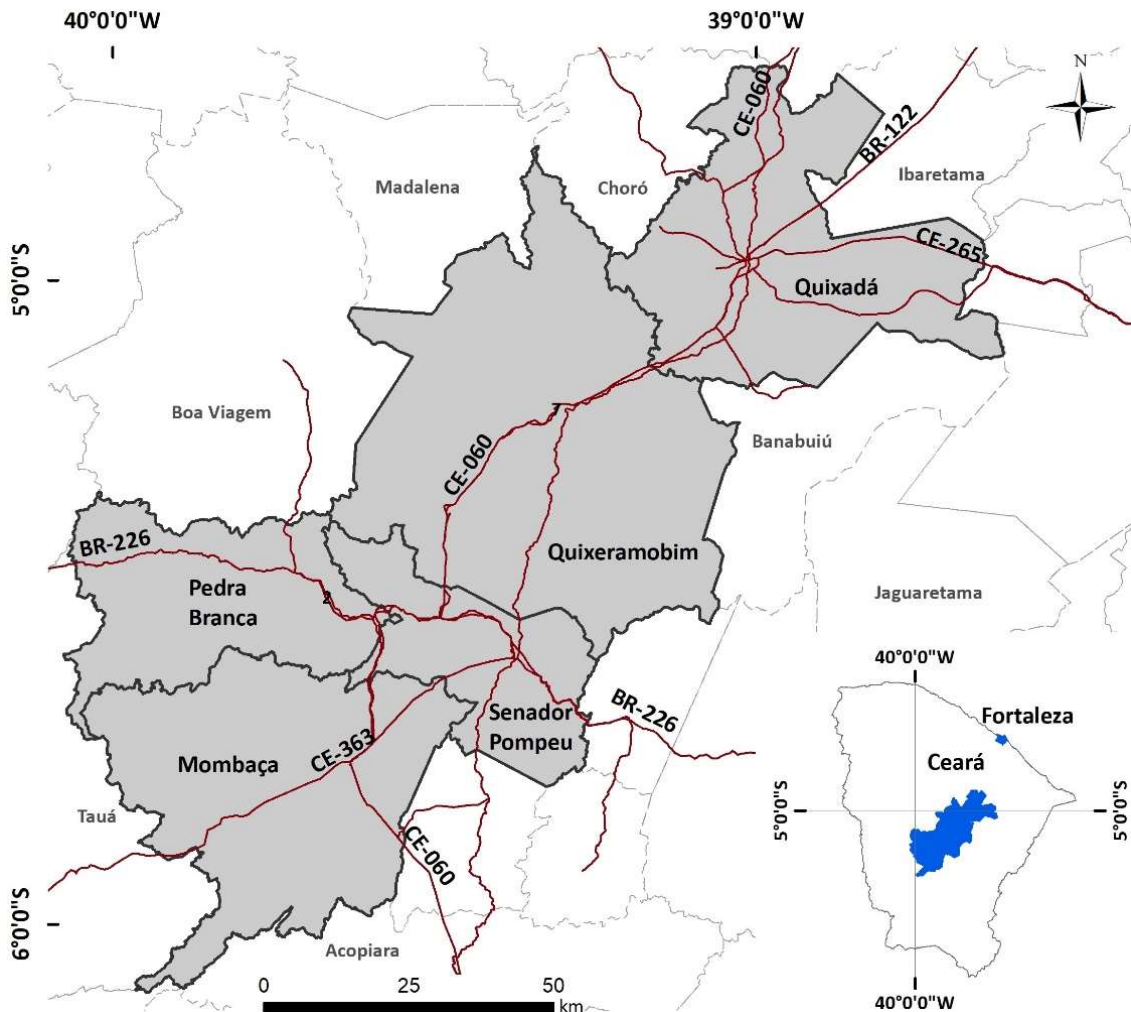 40°0'0"W
39°0'0"W
N
CE-060
BR-122
Madalena
Choró
Ibaretama
5°0'0"S
CE-265
Quixadá
Boa Viagem
7
Banabuiú
CE-060
BR-226
Quixeramobim
Pedra
Branca
2
Jaguaretama
40°0'0"W
BR-226
Senador
Pompeu
Fortaleza
CE-363
Mombaça
Ceará
Tauá
5°0'0"S
5°0'0"S
CE-060
6°0'0"S
Acopiara
0
25
50
km
40°0'0"W